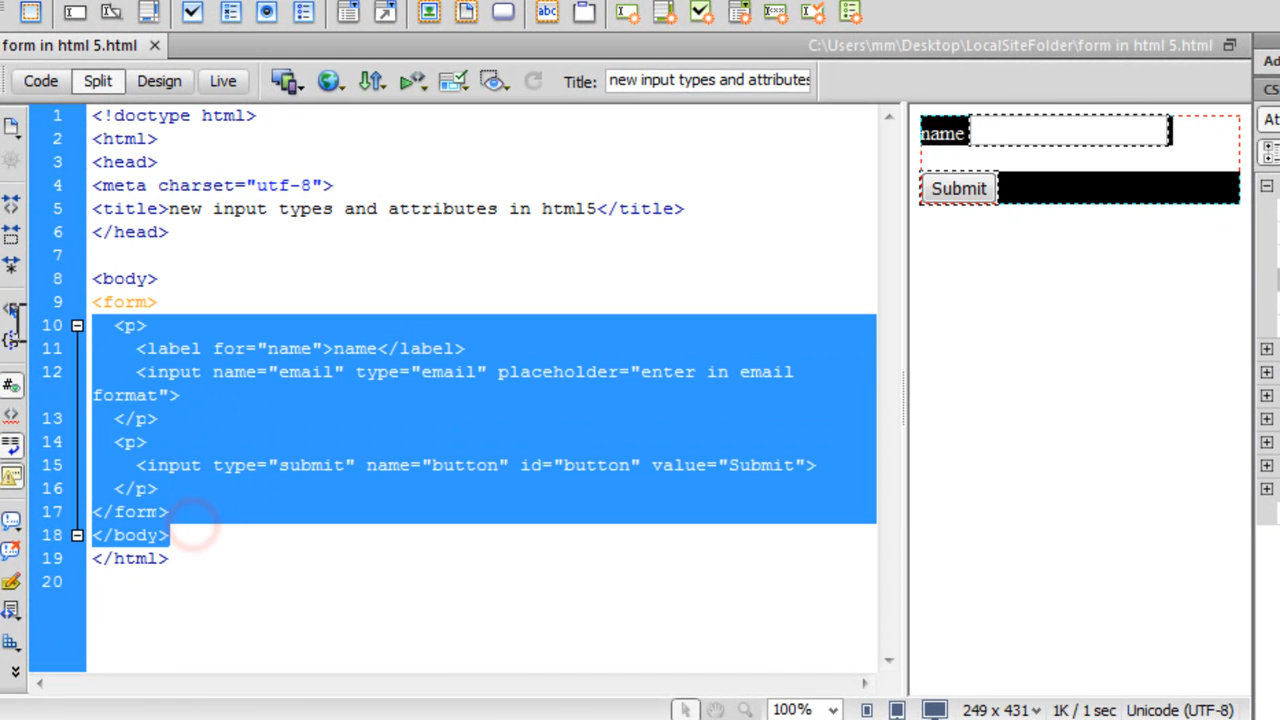 abc
form in html 5.html ×
C:\Users\mm\Desktop\LocalSiteFolder\form in html 5.html
Ad
Code Split Design Live Title: new input types and attributes
CS
At
1 <!doctype html>
2 <html>
3 <head>
4 <meta charset="utf-8">
5 <title>new input types and attributes in html5</title>
6 </head>
7
8 <body>
9 <form>
10 <p>
11 <label for="name">name</label>
12 <input name="email" type="email" placeholder="enter in email
format">
13 </p>
14 <p>
15 <input type="submit" name="button" id="button" value="Submit">
16 </p>
17 </form>
18 </body>
19 </html>
20
name
Submit
100% 249 x 431 1K / 1 sec Unicode (UTF-8)